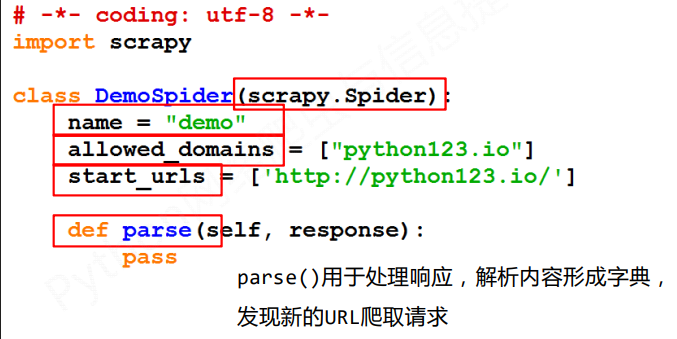 # -*- coding: utf-8 -*-
import scrapy
class DemoSpider(scrapy.Spider):
name = "demo"
allowed_domains = ["python123.io"]
start_urls = ['http://python123.io/']
def parse(self, response):
pass
parse()用于处理响应，解析内容形成字典，
发现新的URL爬取请求